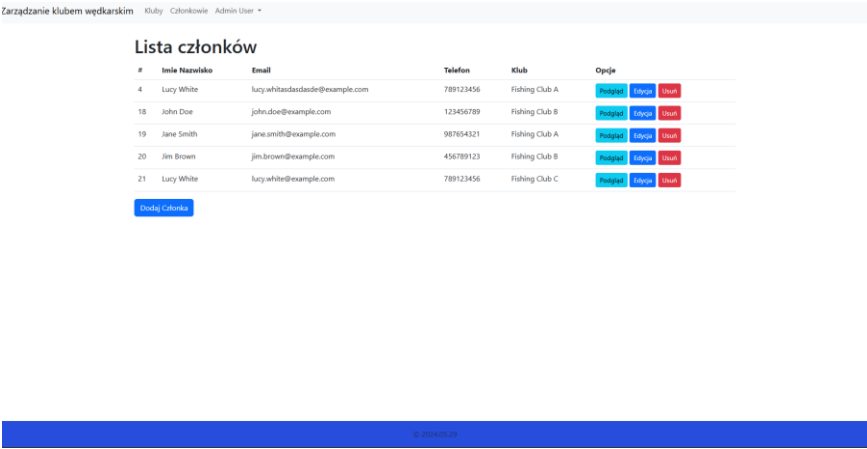 Zarządzanie klubem wędkarskim Kluby Członkowie Admin User
Lista członków
# Imie Nazwisko Email Telefon Klub Opcje
4 Lucy White lucy.whitasdasdasde@example.com 789123456 Fishing Club A Podgląd Edycja Usuń
18 John Doe john.doe@example.com 123456789 Fishing Club B Podgląd Edycja Usuń
19 Jane Smith jane.smith@example.com 987654321 Fishing Club A Podgląd Edycja Usuń
20 Jim Brown jim.brown@example.com 456789123 Fishing Club B Podgląd Edycja Usuń
21 Lucy White lucy.white@example.com 789123456 Fishing Club C Podgląd Edycja Usuń
Dodaj Członka
© 2024.05.20